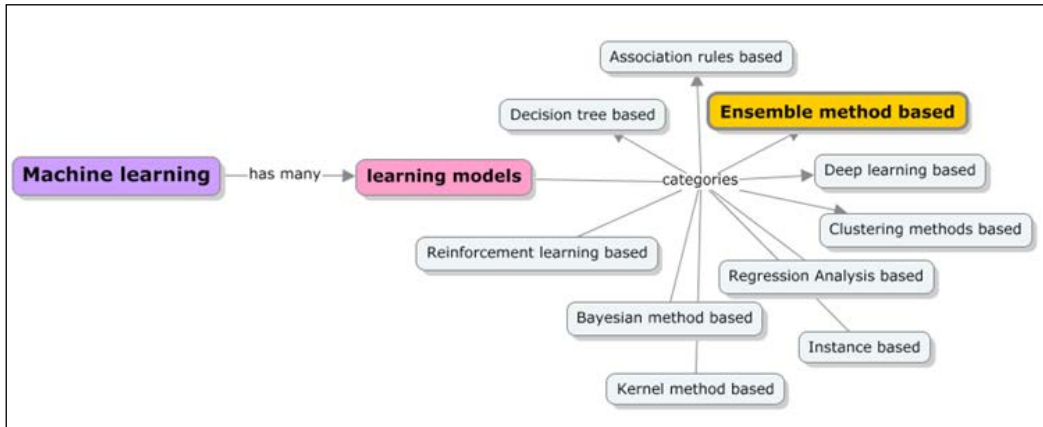 Association rules based
Ensemble method based
Decision tree based
Machine learning
has many
learning models
categories
Deep learning based
Clustering methods based
Reinforcement learning based
Regression Analysis based
Bayesian method based
Instance based
Kernel method based